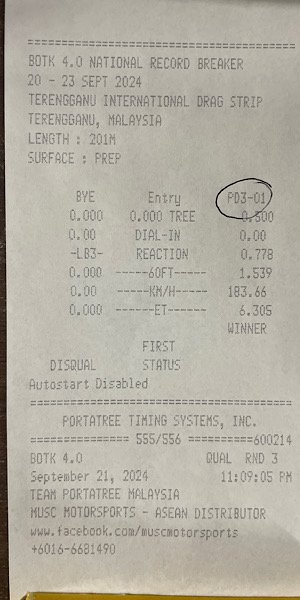 ================================
BOTK 4.0 NATIONAL RECORD BREAKER
20 - 23 SEPT 2024
TERENGGANU INTERNATIONAL DRAG STRIP
TERENGGANU, MALAYSIA
LENGTH : 201M
SURFACE : PREP
BYE Entry PD3-01
0.000 0.000 TREE 0.500
0.00 DIAL-IN 0.00
-LB3- REACTION 0.778
0.000 -----60FT----- 1.539
0.00 ------KM/H----- 183.66
0.000 ------ET------ 6.305
WINNER
FIRST
DISQUAL STATUS
Autostart Disabled
================================
PORTATREE TIMING SYSTEMS, INC.
============ 555/556 ==========600214
BOTK 4.0 QUAL RND 3
September 21, 2024 11:09:05 PM
TEAM PORTATREE MALAYSIA
MUSC MOTORSPORTS - ASEAN DISTRIBUTOR
www.facebook.com/muscmotorsports
+6016-6681490